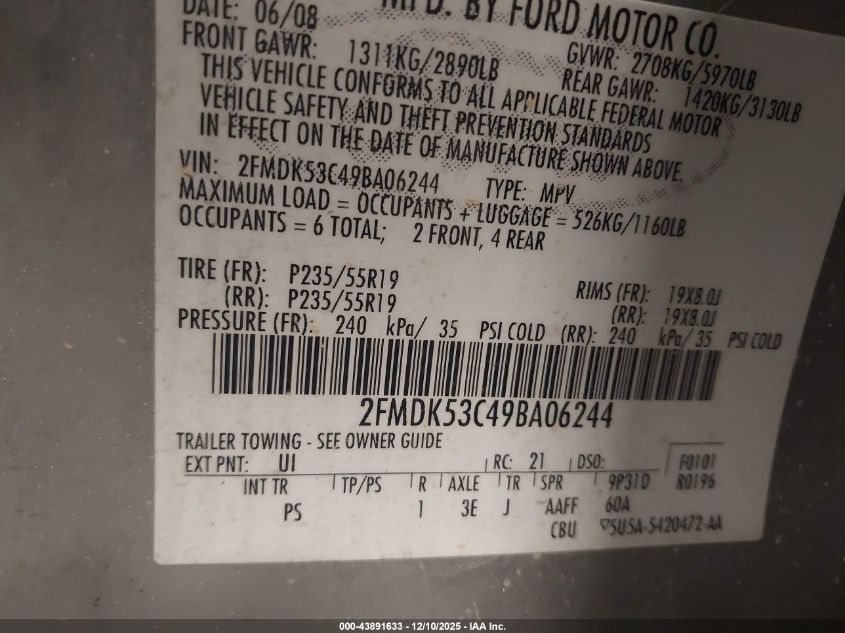 DATE: 06/08 MFD. BY FORD MOTOR CO.
FRONT GAWR: 1311KG/2890LB GVWR: 2708KG/5970LB
REAR GAWR: 1420KG/3130LB
THIS VEHICLE CONFORMS TO ALL APPLICABLE FEDERAL MOTOR
VEHICLE SAFETY AND THEFT PREVENTION STANDARDS
IN EFFECT ON THE DATE OF MANUFACTURE SHOWN ABOVE.
VIN: 2FMDK53C49BA06244 TYPE: MPV
MAXIMUM LOAD = OCCUPANTS + LUGGAGE = 526KG/1160LB
OCCUPANTS = 6 TOTAL; 2 FRONT, 4 REAR
TIRE (FR): P235/55R19 RIMS (FR): 19X8.0J
(RR): P235/55R19 (RR): 19X8.0J
PRESSURE (FR): 240 kPa/ 35 PSI COLD (RR): 240 kPa/ 35 PSI COLD
2FMDK53C49BA06244
TRAILER TOWING - SEE OWNER GUIDE
EXT PNT: UI RC: 21 DSO: F0101
INT TR TP/PS R AXLE TR SPR 9P31D R0196
PS 1 3E J AAFF 60A
CBU 5USA-S420472-AA
000-43891633 - 12/10/2025 - IAA Inc.